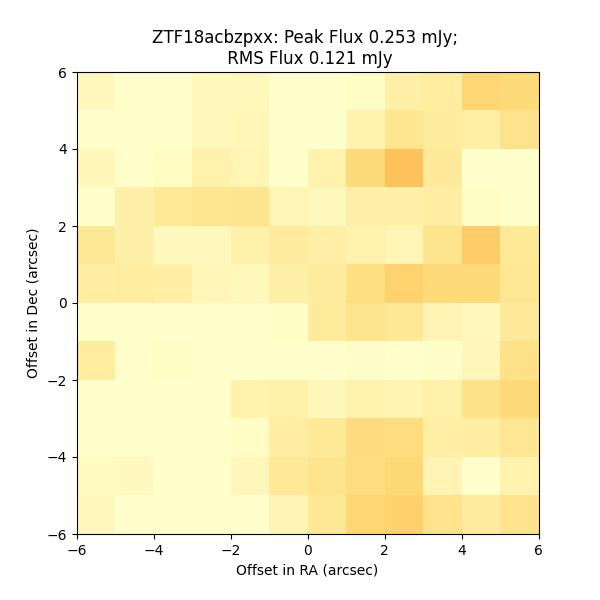 ZTF18acbzpxx: Peak Flux 0.253 mJy;
RMS Flux 0.121 mJy
6
4
2
0
−2
−4
−6
Offset in Dec (arcsec)
−6 −4 −2 0 2 4 6
Offset in RA (arcsec)